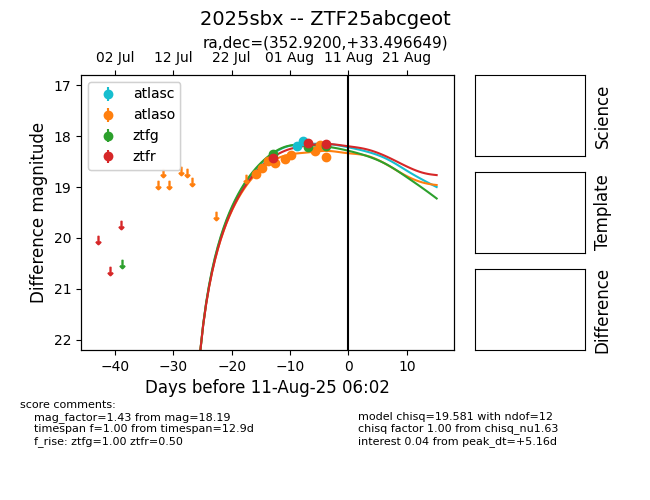 2025sbx -- ZTF25abcgeot
ra,dec=(352.9200,+33.496649)
02 Jul 12 Jul 22 Jul 01 Aug 11 Aug 21 Aug
17
18
19
20
21
22
Difference magnitude
atlasc
atlaso
ztfg
ztfr
−40 −30 −20 −10 0 10
Days before 11-Aug-25 06:02
Science
Template
Difference
score comments:
mag_factor=1.43 from mag=18.19
timespan f=1.00 from timespan=12.9d
f_rise: ztfg=1.00 ztfr=0.50
model chisq=19.581 with ndof=12
chisq factor 1.00 from chisq_nu1.63
interest 0.04 from peak_dt=+5.16d